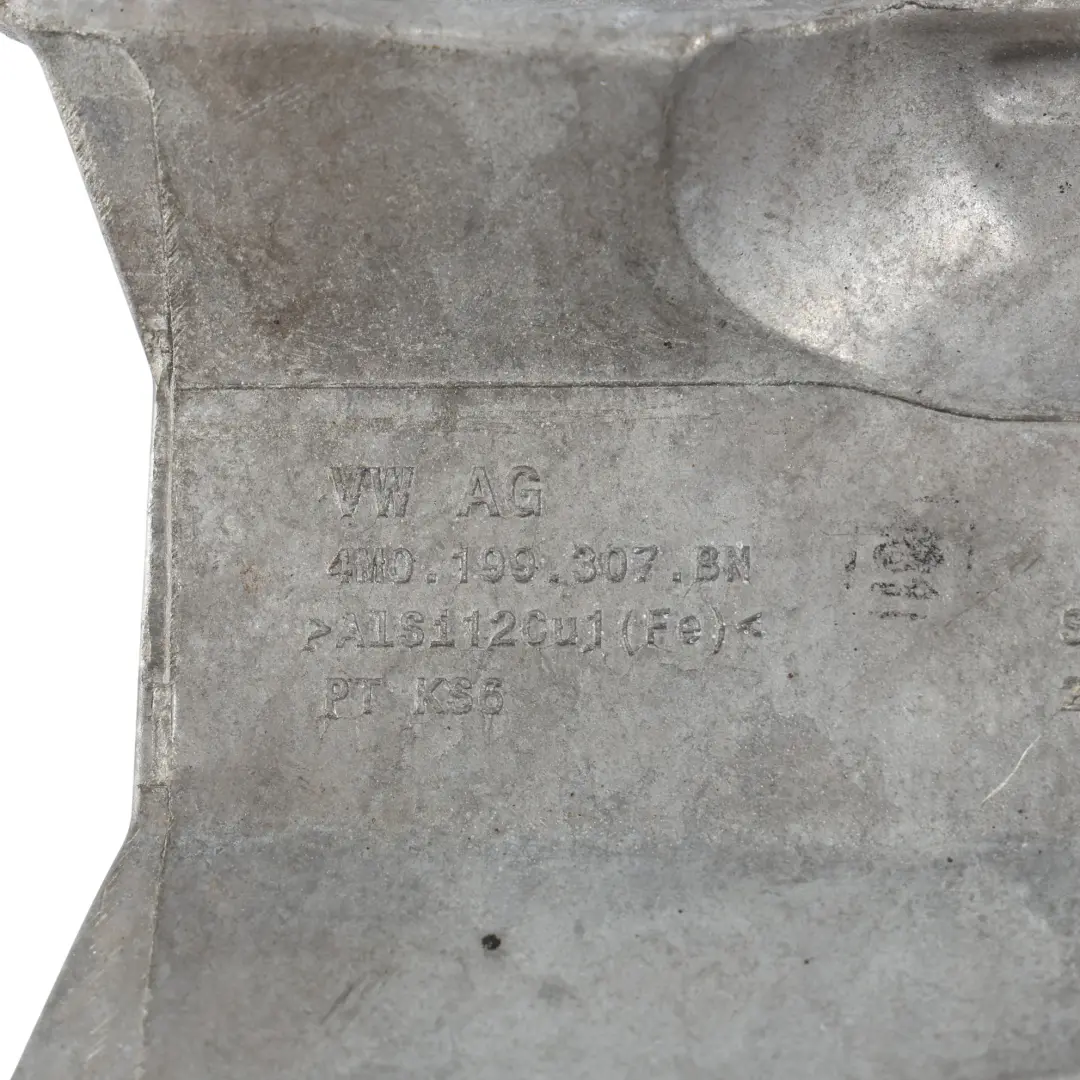 VW AG
4M0.199.307.BN
>AlSi12Cu1(Fe)<
PT KS6